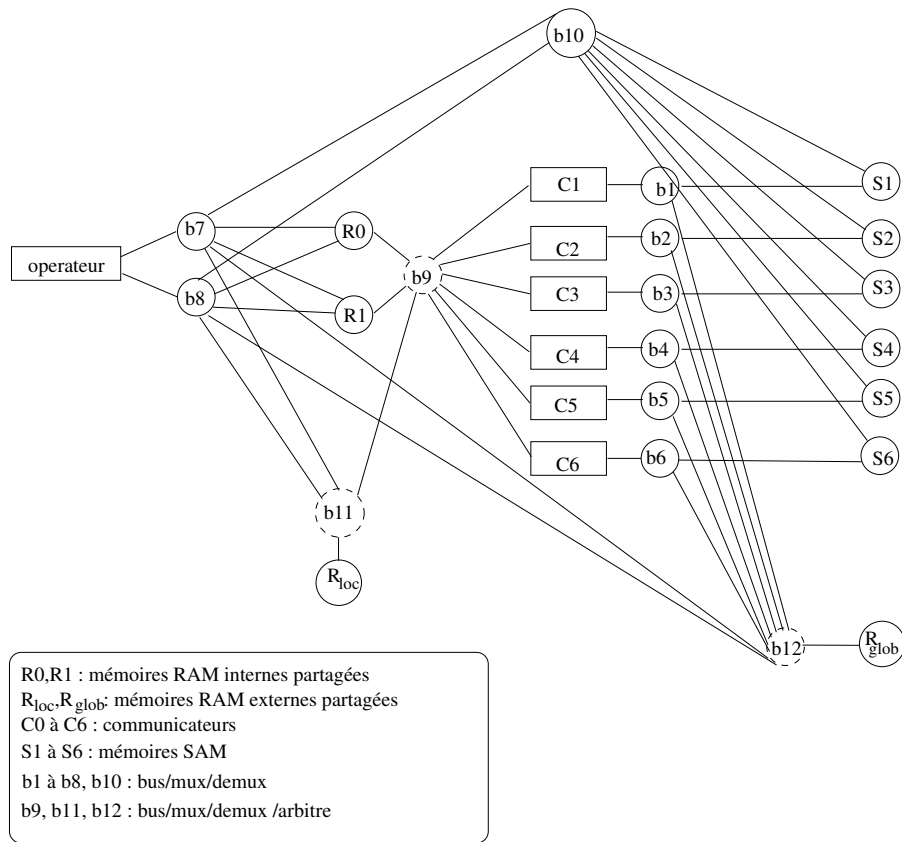 b10
C1
b1
S1
b7
R0
C2
b2
S2
operateur
b8
b9
C3
b3
S3
R1
C4
b4
S4
C5
b5
S5
C6
b6
S6
b11
Rloc
b12
Rglob
R0,R1 : mémoires RAM internes partagées
Rloc,Rglob: mémoires RAM externes partagées
C0 à C6 : communicateurs
S1 à S6 : mémoires SAM
b1 à b8, b10 : bus/mux/demux
b9, b11, b12 : bus/mux/demux /arbitre